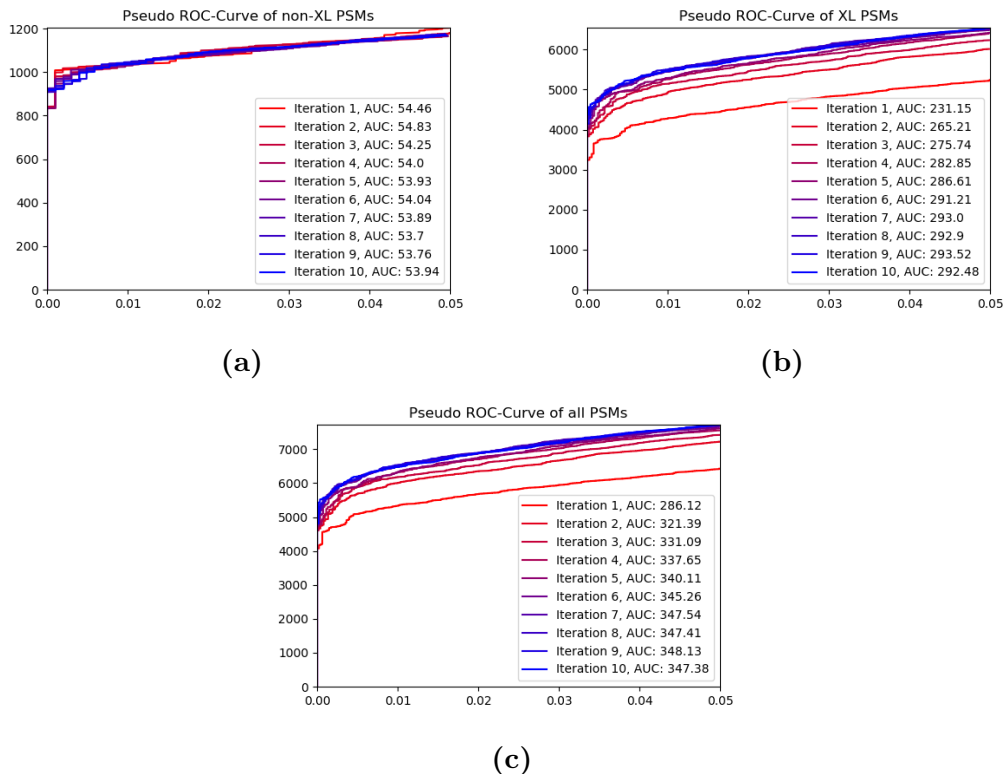 Pseudo ROC-Curve of non-XL PSMs
1200
1000
800
600
400
200
0
0.00 0.01 0.02 0.03 0.04 0.05
Iteration 1, AUC: 54.46
Iteration 2, AUC: 54.83
Iteration 3, AUC: 54.25
Iteration 4, AUC: 54.0
Iteration 5, AUC: 53.93
Iteration 6, AUC: 54.04
Iteration 7, AUC: 53.89
Iteration 8, AUC: 53.7
Iteration 9, AUC: 53.76
Iteration 10, AUC: 53.94
(a)
Pseudo ROC-Curve of XL PSMs
6000
5000
4000
3000
2000
1000
0
0.00 0.01 0.02 0.03 0.04 0.05
Iteration 1, AUC: 231.15
Iteration 2, AUC: 265.21
Iteration 3, AUC: 275.74
Iteration 4, AUC: 282.85
Iteration 5, AUC: 286.61
Iteration 6, AUC: 291.21
Iteration 7, AUC: 293.0
Iteration 8, AUC: 292.9
Iteration 9, AUC: 293.52
Iteration 10, AUC: 292.48
(b)
Pseudo ROC-Curve of all PSMs
7000
6000
5000
4000
3000
2000
1000
0
0.00 0.01 0.02 0.03 0.04 0.05
Iteration 1, AUC: 286.12
Iteration 2, AUC: 321.39
Iteration 3, AUC: 331.09
Iteration 4, AUC: 337.65
Iteration 5, AUC: 340.11
Iteration 6, AUC: 345.26
Iteration 7, AUC: 347.54
Iteration 8, AUC: 347.41
Iteration 9, AUC: 348.13
Iteration 10, AUC: 347.38
(c)